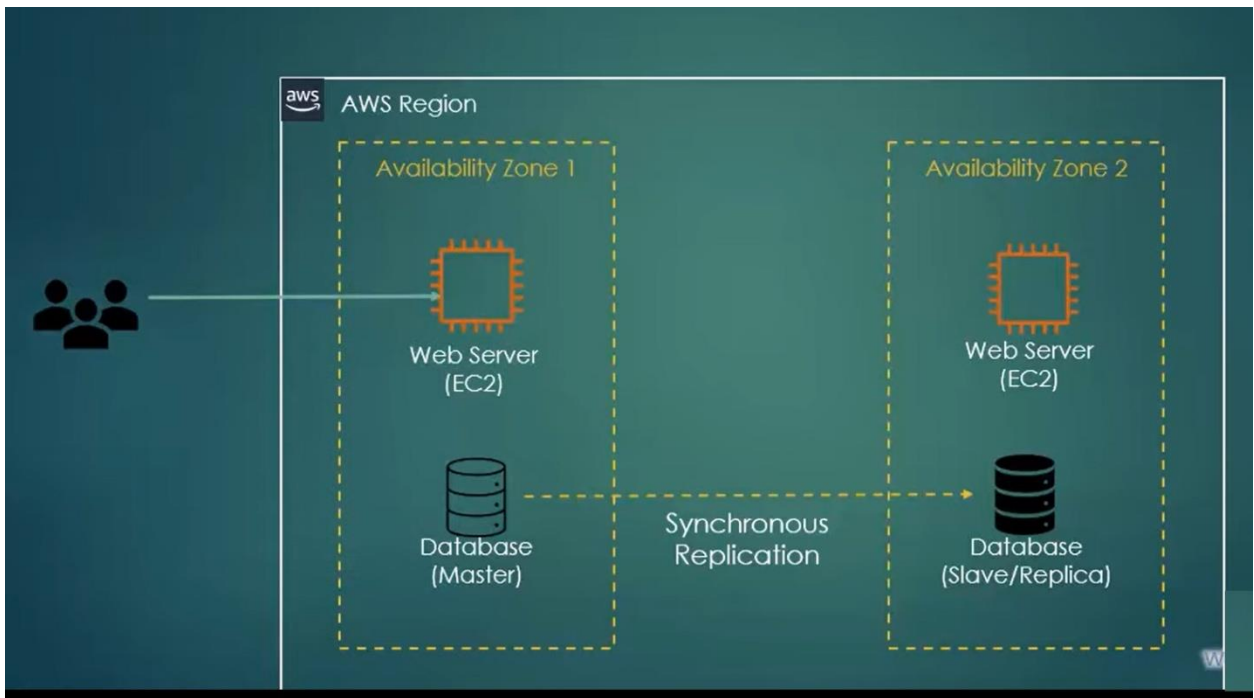 aws
AWS Region
Availability Zone 1
Availability Zone 2
Web Server
(EC2)
Web Server
(EC2)
Synchronous
Replication
Database
(Master)
Database
(Slave/Replica)
W